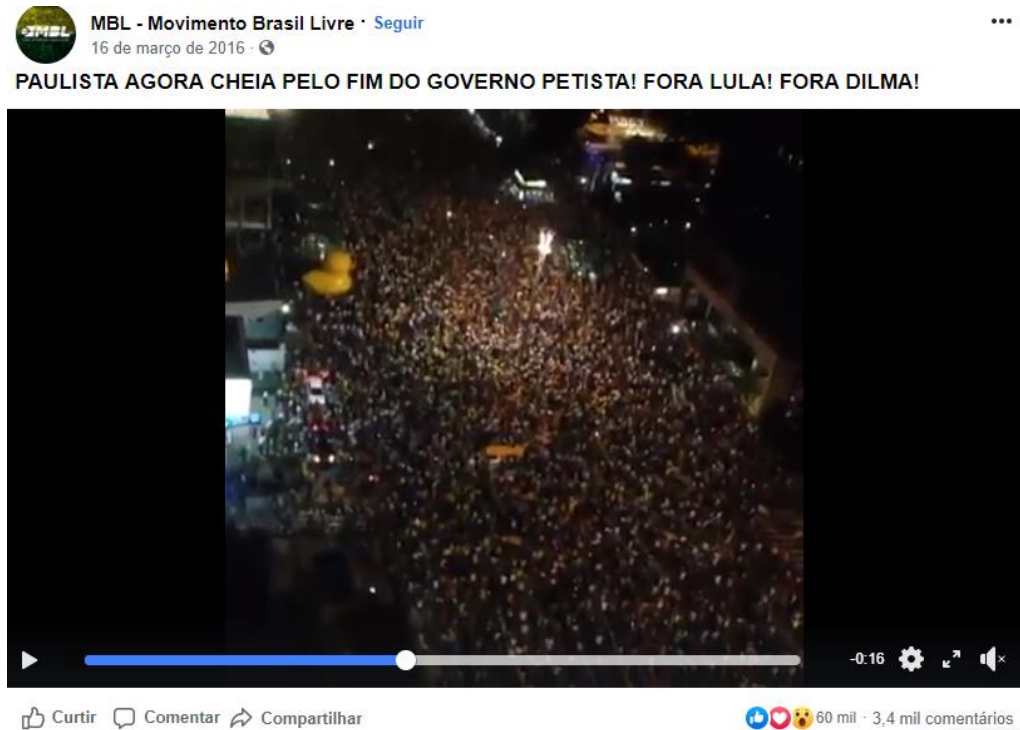 MBL - Movimento Brasil Livre · Seguir
16 de março de 2016 ·
PAULISTA AGORA CHEIA PELO FIM DO GOVERNO PETISTA! FORA LULA! FORA DILMA!
MBL
-0:16
Curtir Comentar Compartilhar 60 mil · 3,4 mil comentários